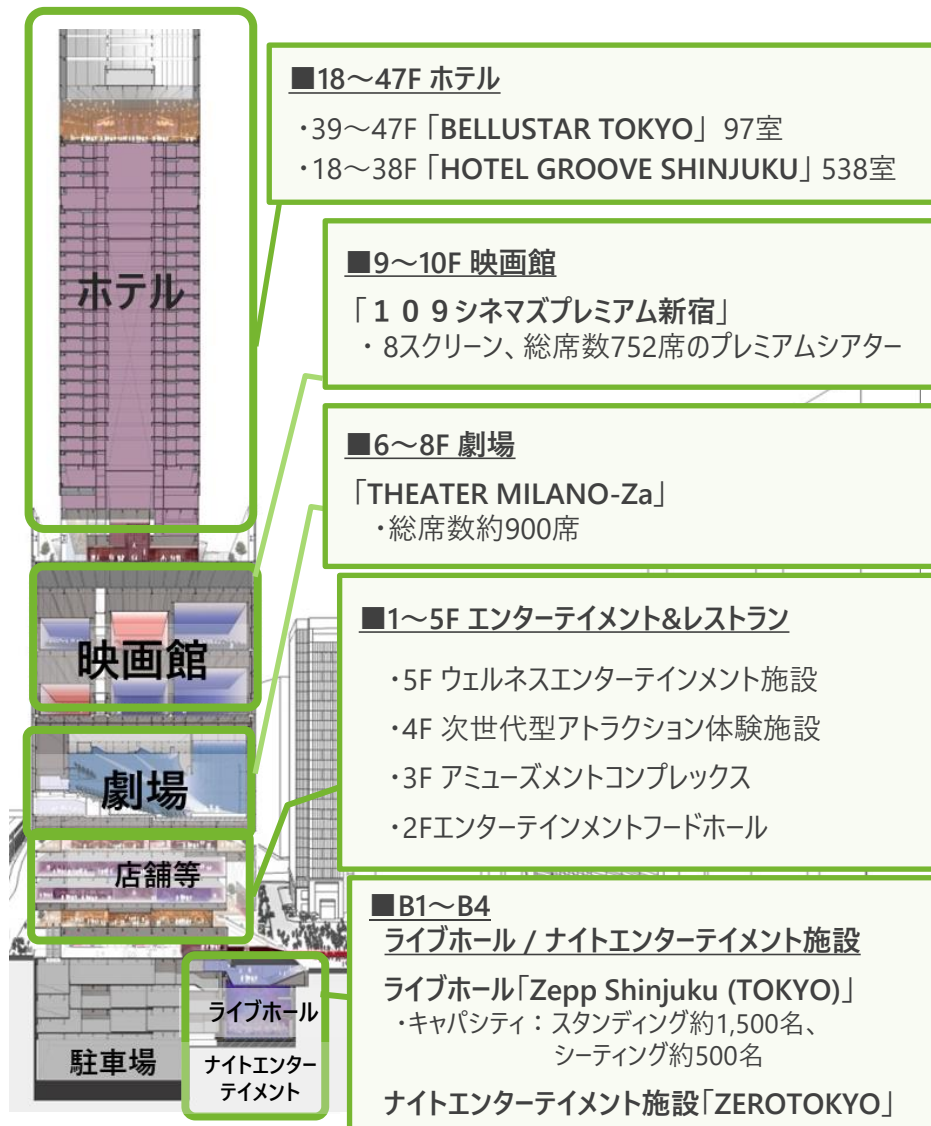 ■18～47F ホテル
・39～47F 「BELLUSTAR TOKYO」 97室
・18～38F 「HOTEL GROOVE SHINJUKU」 538室
ホテル
■9～10F 映画館
「１０９シネマズプレミアム新宿」
・ 8スクリーン、総席数752席のプレミアムシアター
映画館
■6～8F 劇場
「THEATER MILANO-Za」
・総席数約900席
劇場
■1～5F エンターテイメント&レストラン
・5F ウェルネスエンターテインメント施設
・4F 次世代型アトラクション体験施設
・3F アミューズメントコンプレックス
・2Fエンターテインメントフードホール
店舗等
■B1～B4
ライブホール / ナイトエンターテイメント施設
ライブホール「Zepp Shinjuku (TOKYO)」
・キャパシティ：スタンディング約1,500名、
シーティング約500名
ナイトエンターテイメント施設「ZEROTOKYO」
ライブホール
駐車場
ナイトエンター
テイメント